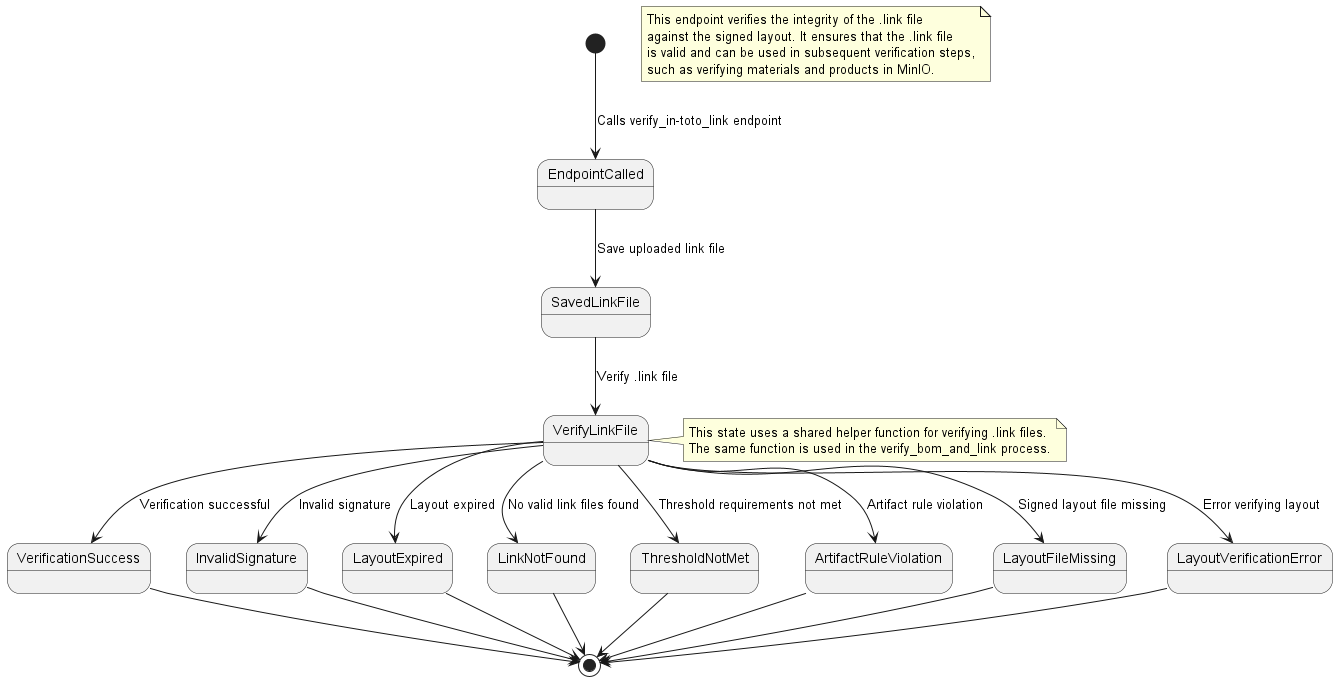 This endpoint verifies the integrity of the .link file
against the signed layout. It ensures that the .link file
is valid and can be used in subsequent verification steps,
such as verifying materials and products in MinIO.
Calls verify_in-toto_link endpoint
EndpointCalled
Save uploaded link file
SavedLinkFile
Verify .link file
VerifyLinkFile
This state uses a shared helper function for verifying .link files.
The same function is used in the verify_bom_and_link process.
Verification successful
Invalid signature
Layout expired
No valid link files found
Threshold requirements not met
Artifact rule violation
Signed layout file missing
Error verifying layout
VerificationSuccess
InvalidSignature
LayoutExpired
LinkNotFound
ThresholdNotMet
ArtifactRuleViolation
LayoutFileMissing
LayoutVerificationError